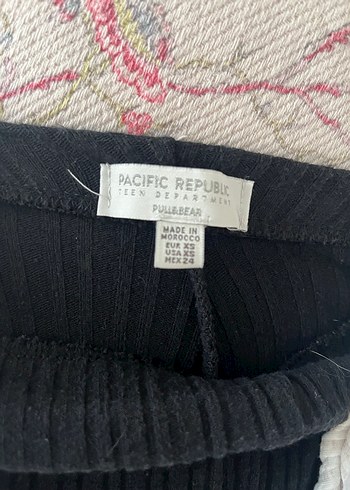 PACIFIC REPUBLIC
TEEN DEPARTMENT
PULL&BEAR
MADE IN
MOROCCO
EUR XS
USA XS
MEX 24